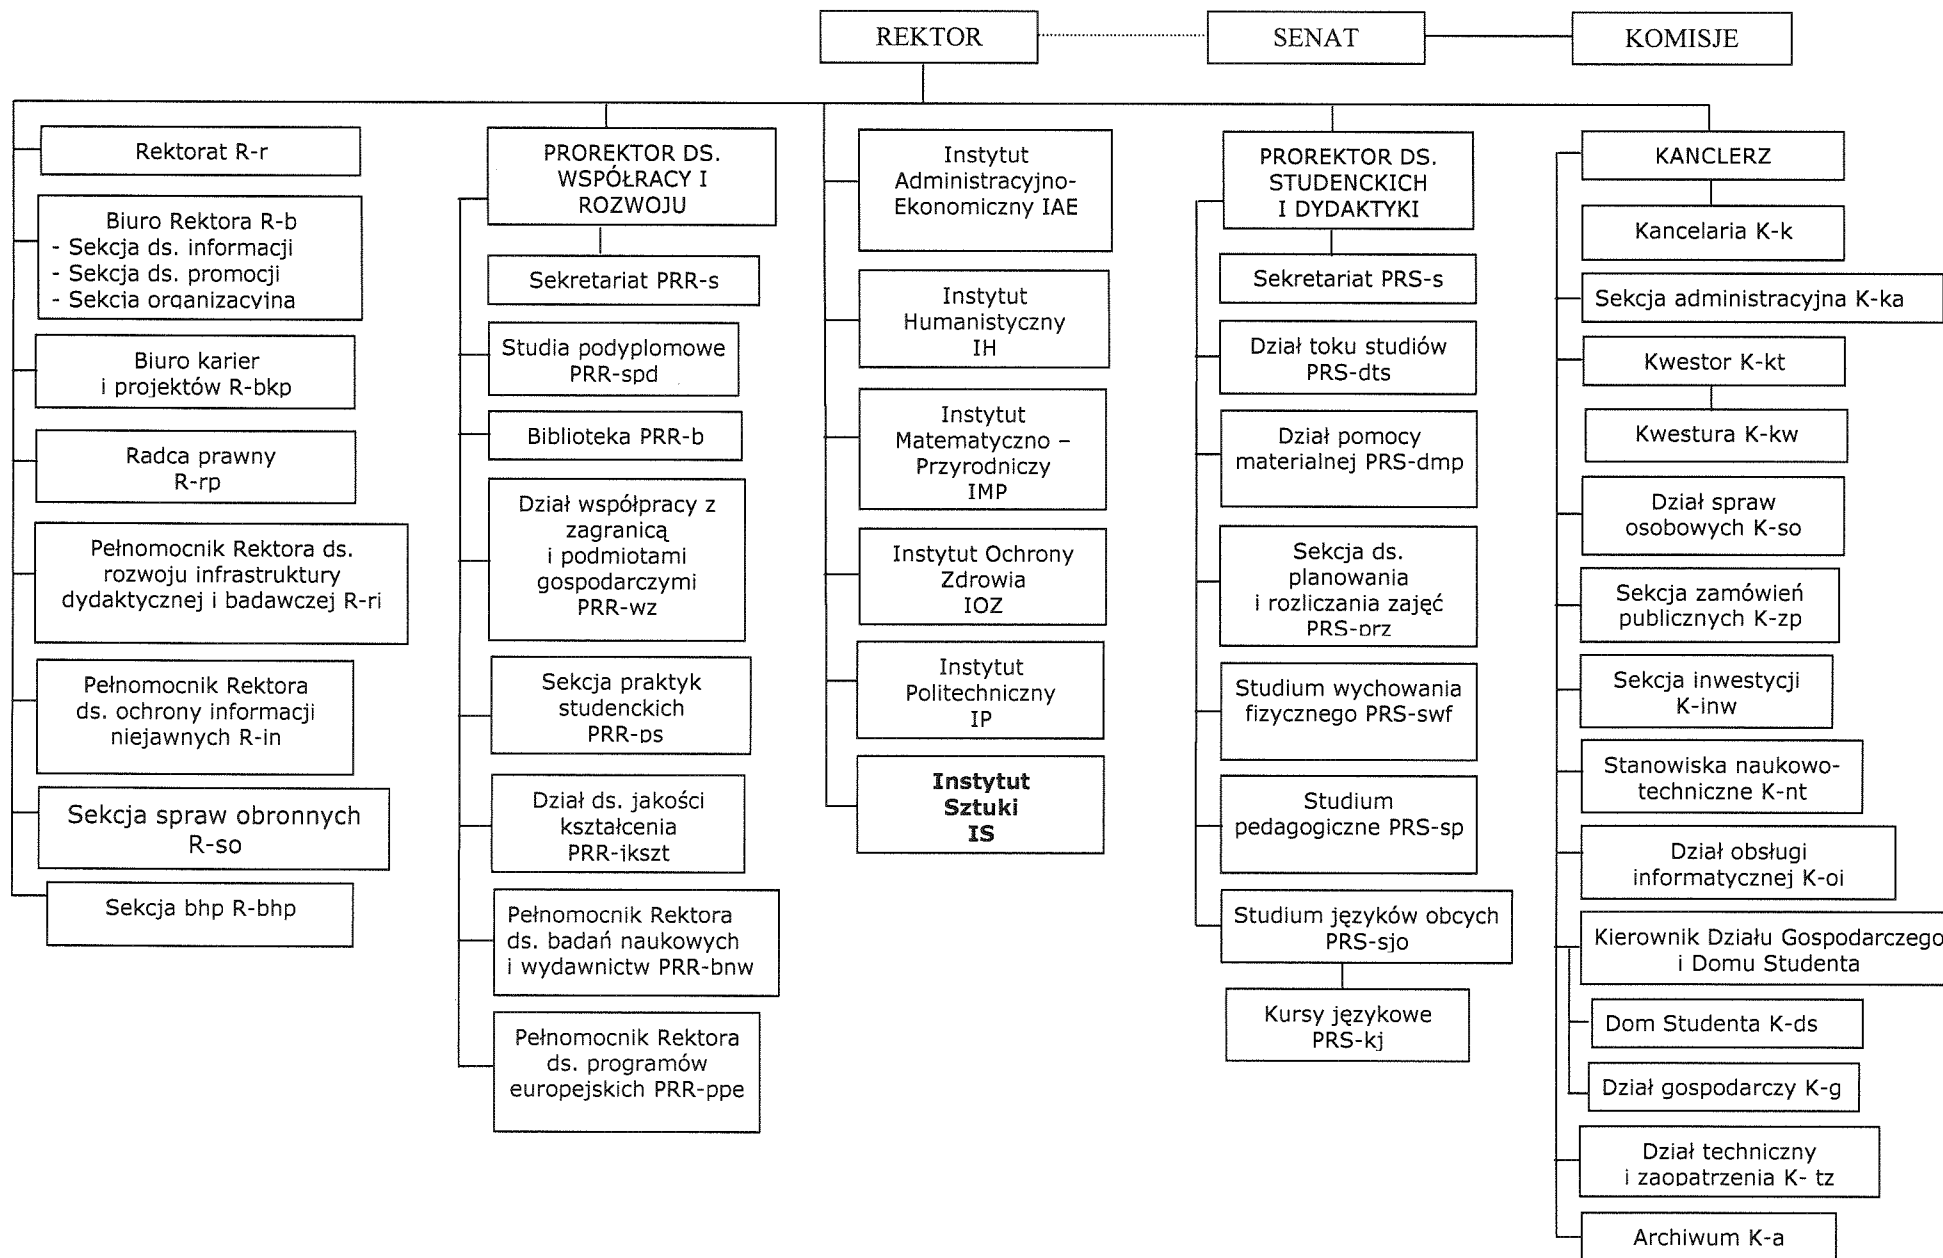 REKTOR
SENAT
KOMISJE
Rektorat R-r
Biuro Rektora R-b
- Sekcja ds. informacji
- Sekcja ds. promocji
- Sekcja organizacyjna
Biuro karier
i projektów R-bkp
Radca prawny
R-rp
Pełnomocnik Rektora ds.
rozwoju infrastruktury
dydaktycznej i badawczej R-ri
Pełnomocnik Rektora
ds. ochrony informacji
niejawnych R-in
Sekcja spraw obronnych
R-so
Sekcja bhp R-bhp
PROREKTOR DS.
WSPÓŁRACY I
ROZWOJU
Sekretariat PRR-s
Studia podyplomowe
PRR-spd
Biblioteka PRR-b
Dział współpracy z
zagranicą
i podmiotami
gospodarczymi
PRR-wz
Sekcja praktyk
studenckich
PRR-ps
Dział ds. jakości
kształcenia
PRR-jkszt
Pełnomocnik Rektora
ds. badań naukowych
i wydawnictw PRR-bnw
Pełnomocnik Rektora
ds. programów
europejskich PRR-ppe
Instytut
Administracyjno-
Ekonomiczny IAE
Instytut
Humanistyczny
IH
Instytut
Matematyczno –
Przyrodniczy
IMP
Instytut Ochrony
Zdrowia
IOZ
Instytut
Politechniczny
IP
Instytut
Sztuki
IS
PROREKTOR DS.
STUDENCKICH
I DYDAKTYKI
Sekretariat PRS-s
Dział toku studiów
PRS-dts
Dział pomocy
materialnej PRS-dmp
Sekcja ds.
planowania
i rozliczania zajęć
PRS-prz
Studium wychowania
fizycznego PRS-swf
Studium
pedagogiczne PRS-sp
Studium języków obcych
PRS-sjo
Kursy językowe
PRS-kj
KANCLERZ
Kancelaria K-k
Sekcja administracyjna K-ka
Kwestor K-kt
Kwestura K-kw
Dział spraw
osobowych K-so
Sekcja zamówień
publicznych K-zp
Sekcja inwestycji
K-inw
Stanowiska naukowo-
techniczne K-nt
Dział obsługi
informatycznej K-oi
Kierownik Działu Gospodarczego
i Domu Studenta
Dom Studenta K-ds
Dział gospodarczy K-g
Dział techniczny
i zaopatrzenia K- tz
Archiwum K-a